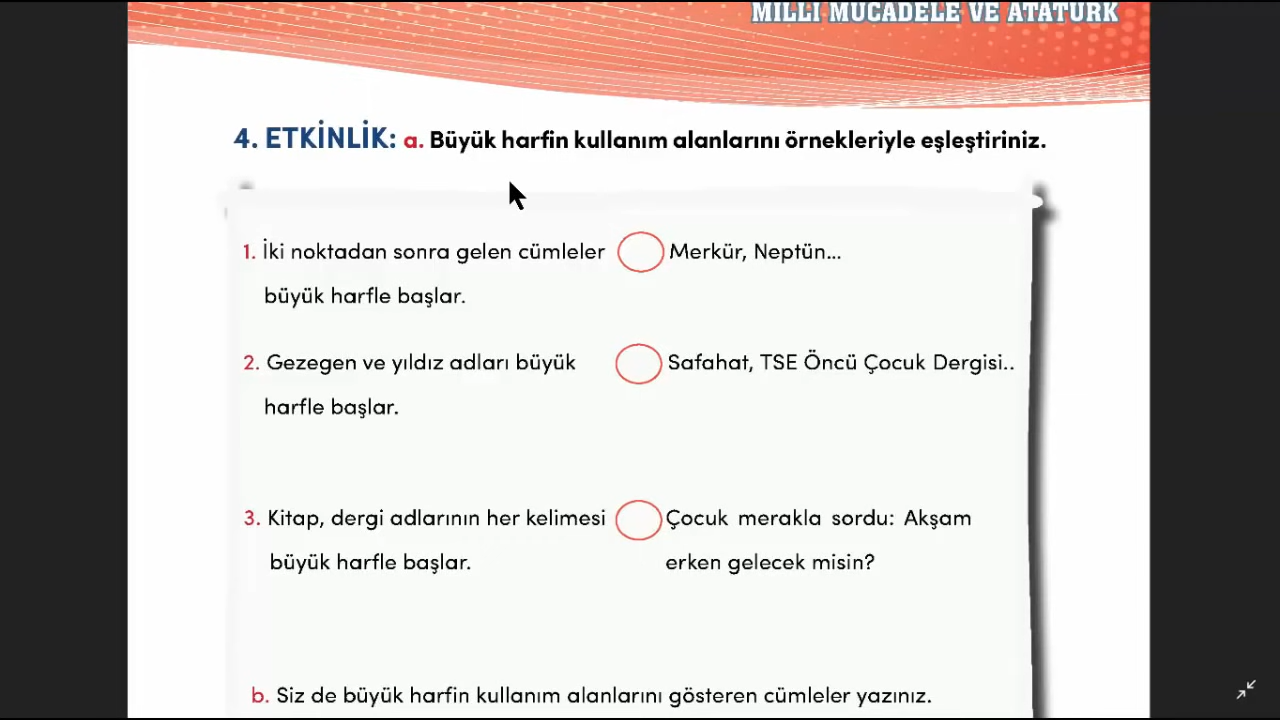 MİLLİ MÜCADELE VE ATATÜRK
4. ETKİNLİK: a. Büyük harfin kullanım alanlarını örnekleriyle eşleştiriniz.
1. İki noktadan sonra gelen cümleler
büyük harfle başlar.
Merkür, Neptün...
2. Gezegen ve yıldız adları büyük
harfle başlar.
Safahat, TSE Öncü Çocuk Dergisi..
3. Kitap, dergi adlarının her kelimesi
büyük harfle başlar.
Çocuk merakla sordu: Akşam
erken gelecek misin?
b. Siz de büyük harfin kullanım alanlarını gösteren cümleler yazınız.